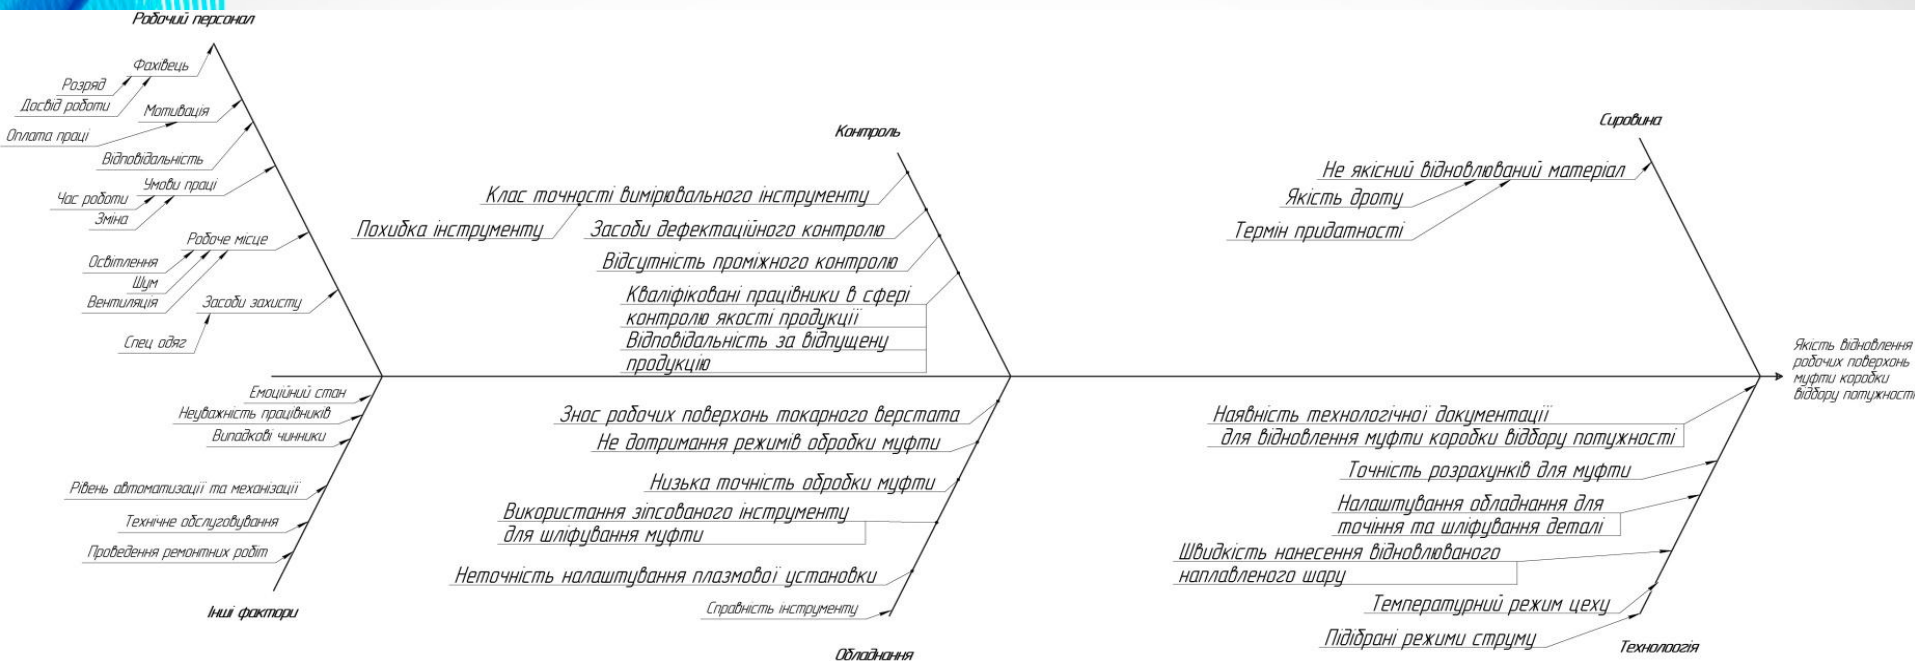 Робочий персонал
Фахівець
Розряд
Досвід роботи
Мотивація
Оплата праці
Відповідальність
Умови праці
Час роботи
Зміна
Робоче місце
Освітлення
Шум
Вентиляція
Засоби захисту
Спец одяг
Контроль
Клас точності вимірювального інструменту
Похибка інструменту
Засоби дефектаційного контролю
Відсутність проміжного контролю
Кваліфіковані працівники в сфері
контролю якості продукції
Відповідальність за відпущену
продукцію
Сировина
Не якісний відновлюваний матеріал
Якість дроту
Термін придатності
Якість відновлення
робочих поверхонь
муфти коробки
відбору потужності
Емоційний стан
Неуважність працівників
Випадкові чинники
Рівень автоматизації та механізації
Технічне обслуговування
Проведення ремонтних робіт
Інші фактори
Знос робочих поверхонь токарного верстата
Не дотримання режимів обробки муфти
Низька точність обробки муфти
Використання зіпсованого інструменту
для шліфування муфти
Неточність налаштування плазмової установки
Справність інструменту
Обладнання
Наявність технологічної документації
для відновлення муфти коробки відбору потужності
Точність розрахунків для муфти
Налаштування обладнання для
точіння та шліфування деталі
Швидкість нанесення відновлюваного
наплавленого шару
Температурний режим цеху
Підібрані режими струму
Технолоогія